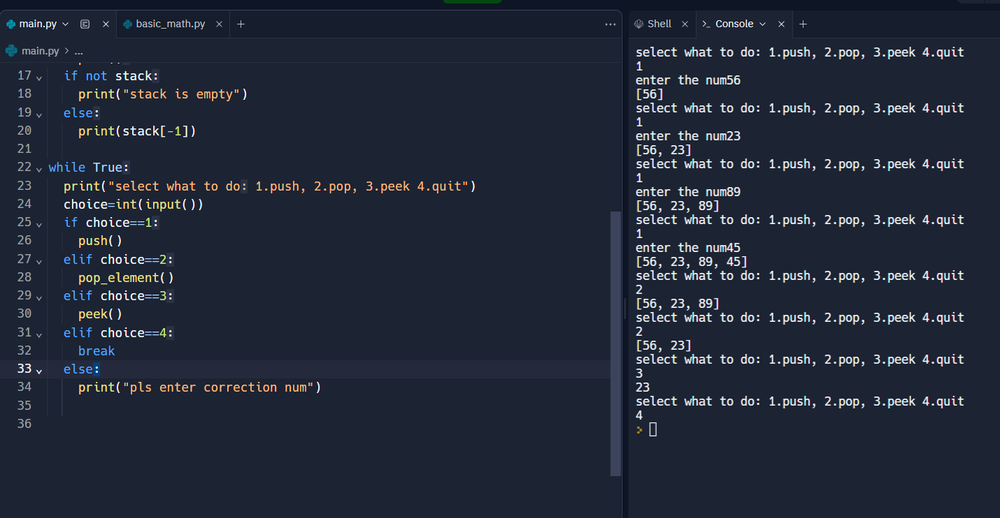 main.py
basic_math.py
main.py > ...
17 if not stack:
18 print("stack is empty")
19 else:
20 print(stack[-1])
21
22 while True:
23 print("select what to do: 1.push, 2.pop, 3.peek 4.quit")
24 choice=int(input())
25 if choice==1:
26 push()
27 elif choice==2:
28 pop_element()
29 elif choice==3:
30 peek()
31 elif choice==4:
32 break
33 else:
34 print("pls enter correction num")
35
36
Shell
Console
select what to do: 1.push, 2.pop, 3.peek 4.quit
1
enter the num56
[56]
select what to do: 1.push, 2.pop, 3.peek 4.quit
1
enter the num23
[56, 23]
select what to do: 1.push, 2.pop, 3.peek 4.quit
1
enter the num89
[56, 23, 89]
select what to do: 1.push, 2.pop, 3.peek 4.quit
1
enter the num45
[56, 23, 89, 45]
select what to do: 1.push, 2.pop, 3.peek 4.quit
2
[56, 23, 89]
select what to do: 1.push, 2.pop, 3.peek 4.quit
2
[56, 23]
select what to do: 1.push, 2.pop, 3.peek 4.quit
3
23
select what to do: 1.push, 2.pop, 3.peek 4.quit
4